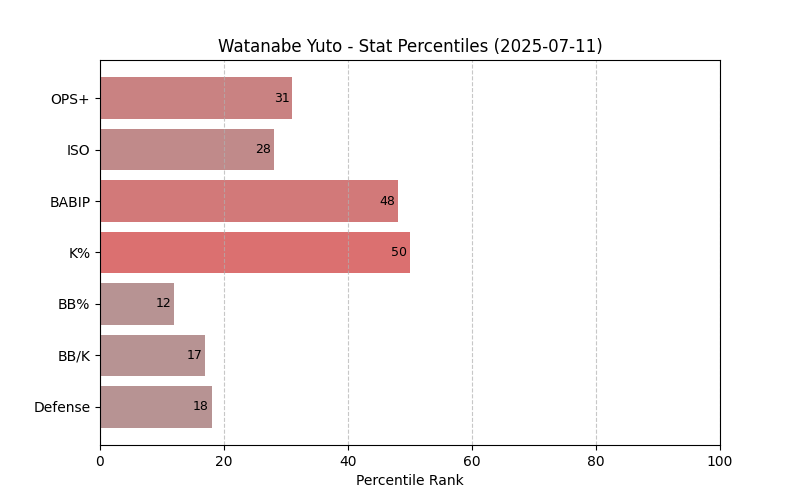 Watanabe Yuto - Stat Percentiles (2025-07-11)
OPS+ 31
ISO 28
BABIP 48
K% 50
BB% 12
BB/K 17
Defense 18
0 20 40 60 80 100
Percentile Rank